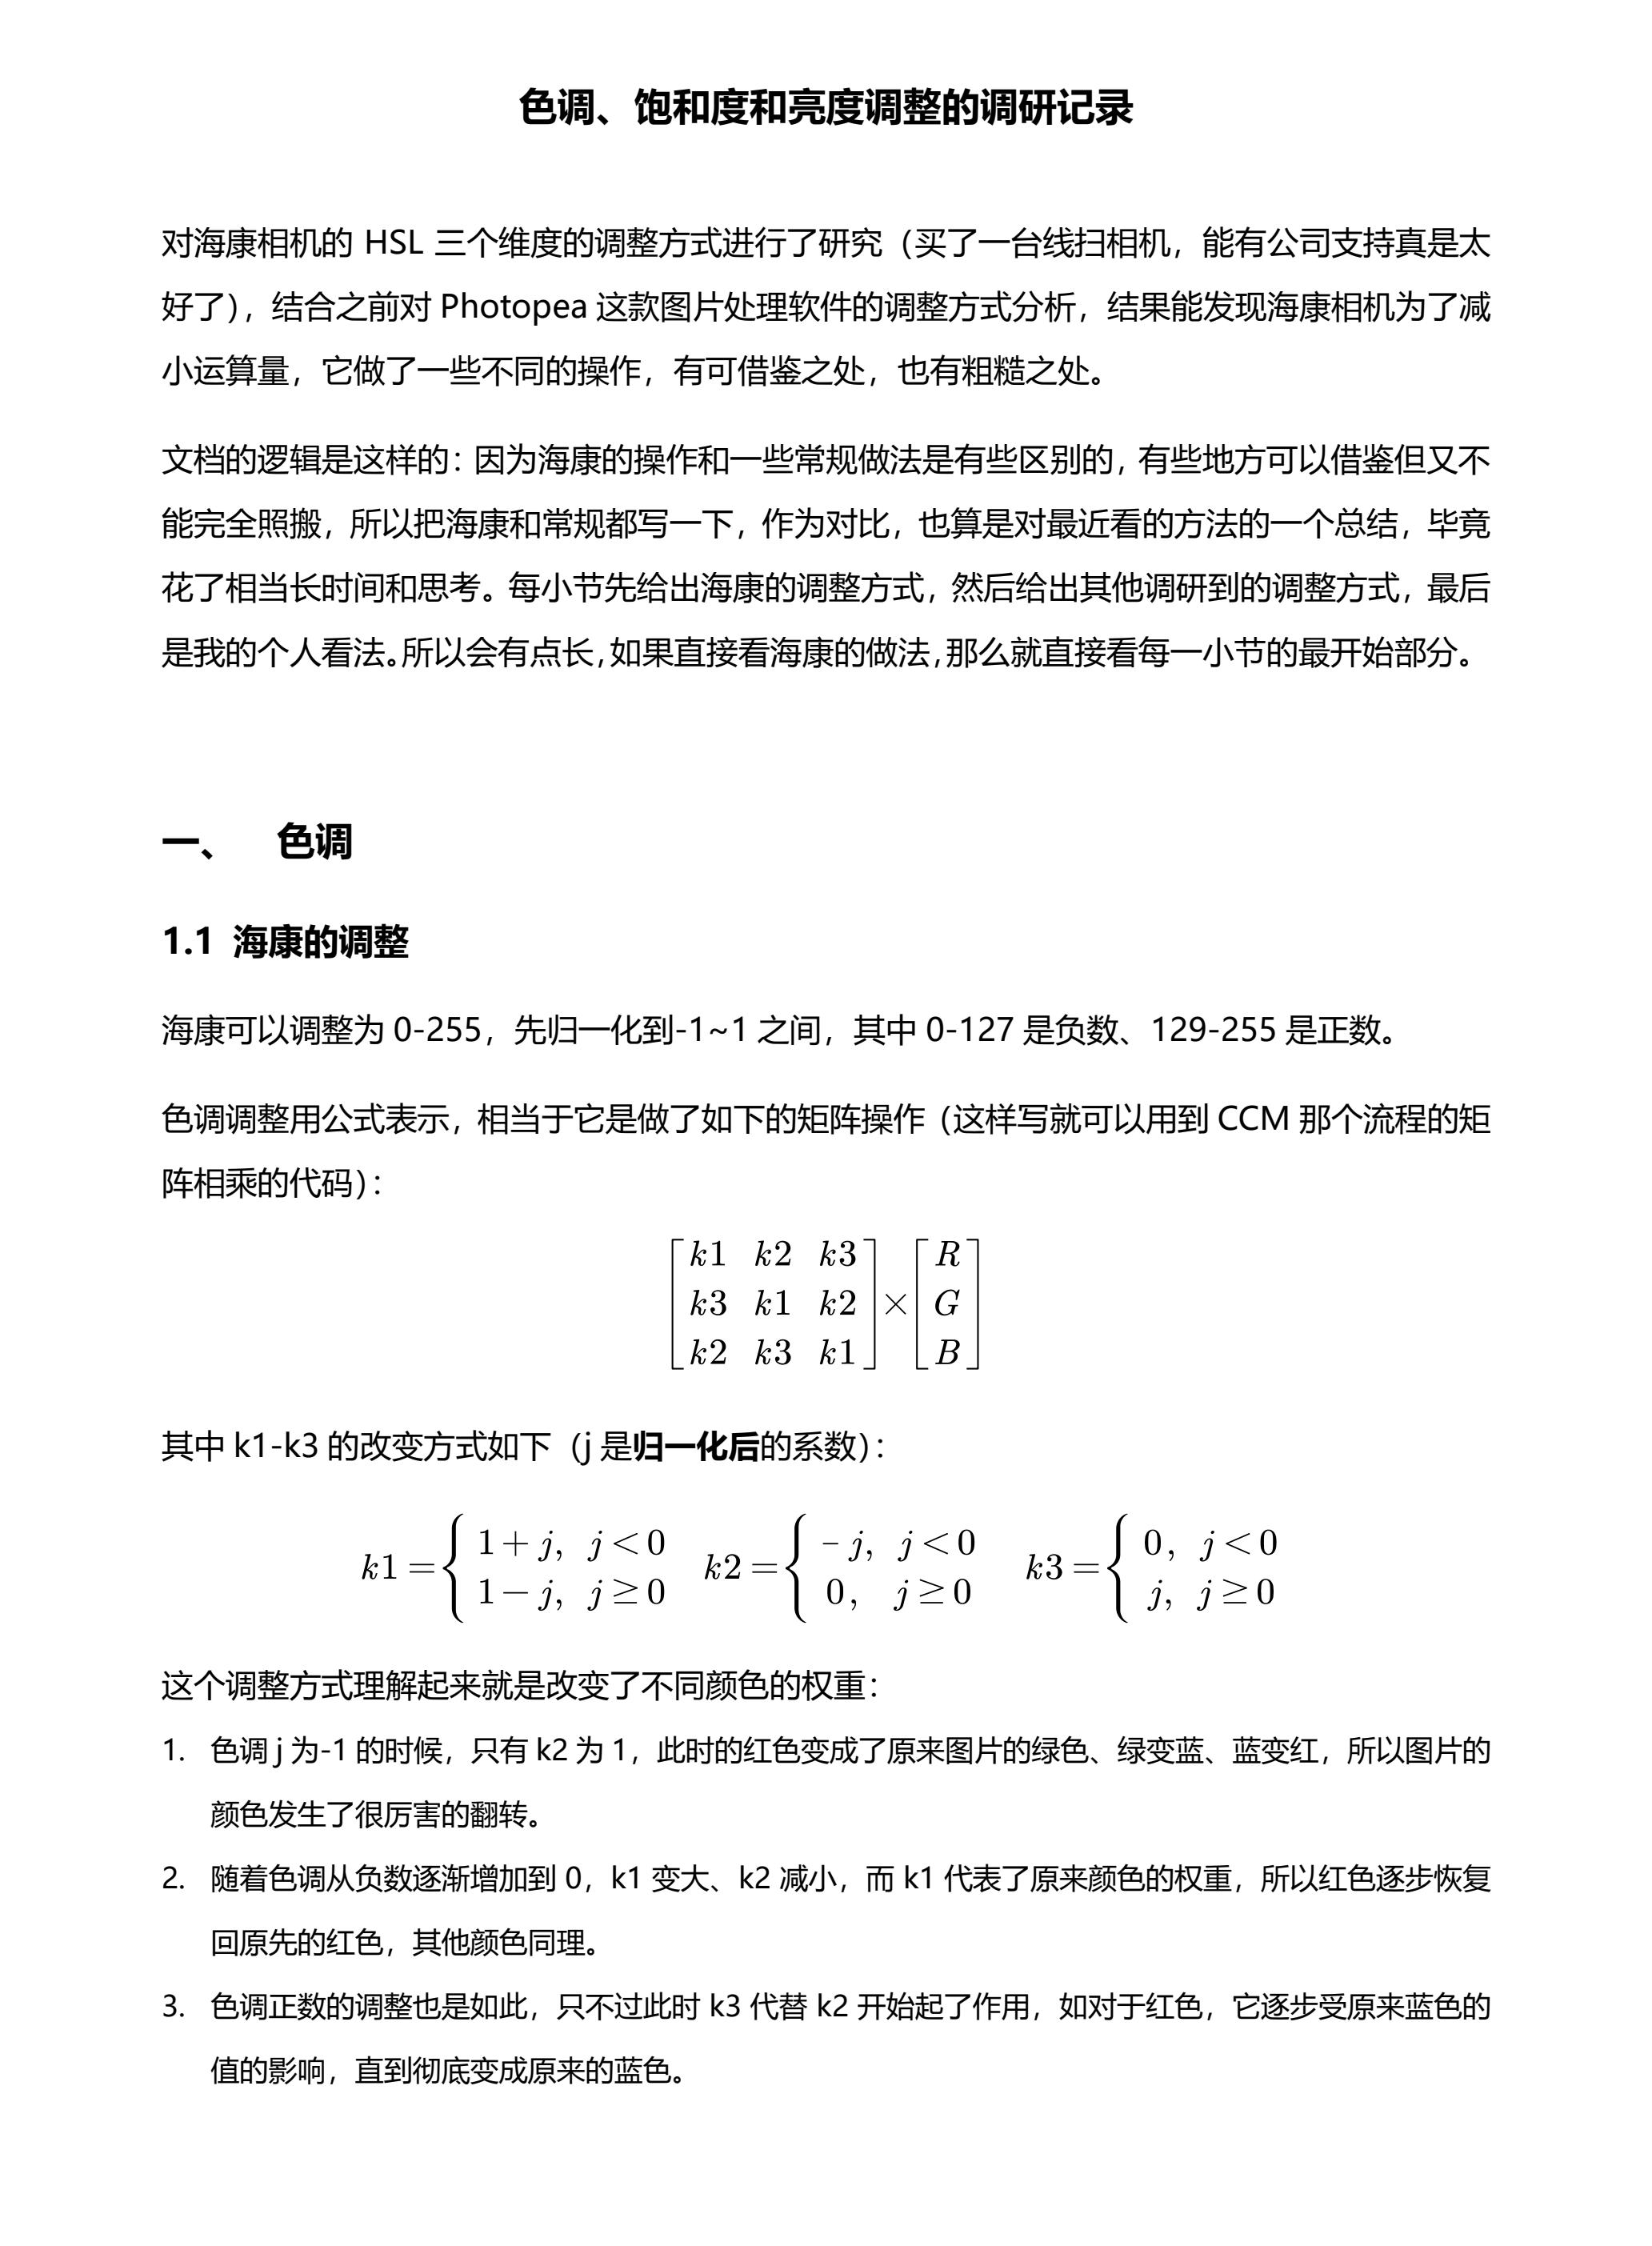 色调、饱和度和亮度调整的调研记录
对海康相机的 HSL 三个维度的调整方式进行了研究（买了一台线扫相机，能有公司支持真是太
好了），结合之前对 Photopea 这款图片处理软件的调整方式分析，结果能发现海康相机为了减
小运算量，它做了一些不同的操作，有可借鉴之处，也有粗糙之处。
文档的逻辑是这样的：因为海康的操作和一些常规做法是有些区别的，有些地方可以借鉴但又不
能完全照搬，所以把海康和常规都写一下，作为对比，也算是对最近看的方法的一个总结，毕竟
花了相当长时间和思考。每小节先给出海康的调整方式，然后给出其他调研到的调整方式，最后
是我的个人看法。所以会有点长，如果直接看海康的做法，那么就直接看每一小节的最开始部分。
一、 色调
1.1 海康的调整
海康可以调整为 0-255，先归一化到-1~1 之间，其中 0-127 是负数、129-255 是正数。
色调调整用公式表示，相当于它是做了如下的矩阵操作（这样写就可以用到 CCM 那个流程的矩
阵相乘的代码）：
[k1 k2 k3] [R]
[k3 k1 k2] × [G]
[k2 k3 k1] [B]
其中 k1-k3 的改变方式如下（j 是归一化后的系数）：
k1 = { 1 + j, j < 0 k2 = { − j, j < 0 k3 = { 0, j < 0
1 − j, j ≥ 0 0, j ≥ 0 j, j ≥ 0
这个调整方式理解起来就是改变了不同颜色的权重：
1. 色调 j 为-1 的时候，只有 k2 为 1，此时的红色变成了原来图片的绿色、绿变蓝、蓝变红，所以图片的
颜色发生了很厉害的翻转。
2. 随着色调从负数逐渐增加到 0，k1 变大、k2 减小，而 k1 代表了原来颜色的权重，所以红色逐步恢复
回原先的红色，其他颜色同理。
3. 色调正数的调整也是如此，只不过此时 k3 代替 k2 开始起了作用，如对于红色，它逐步受原来蓝色的
值的影响，直到彻底变成原来的蓝色。